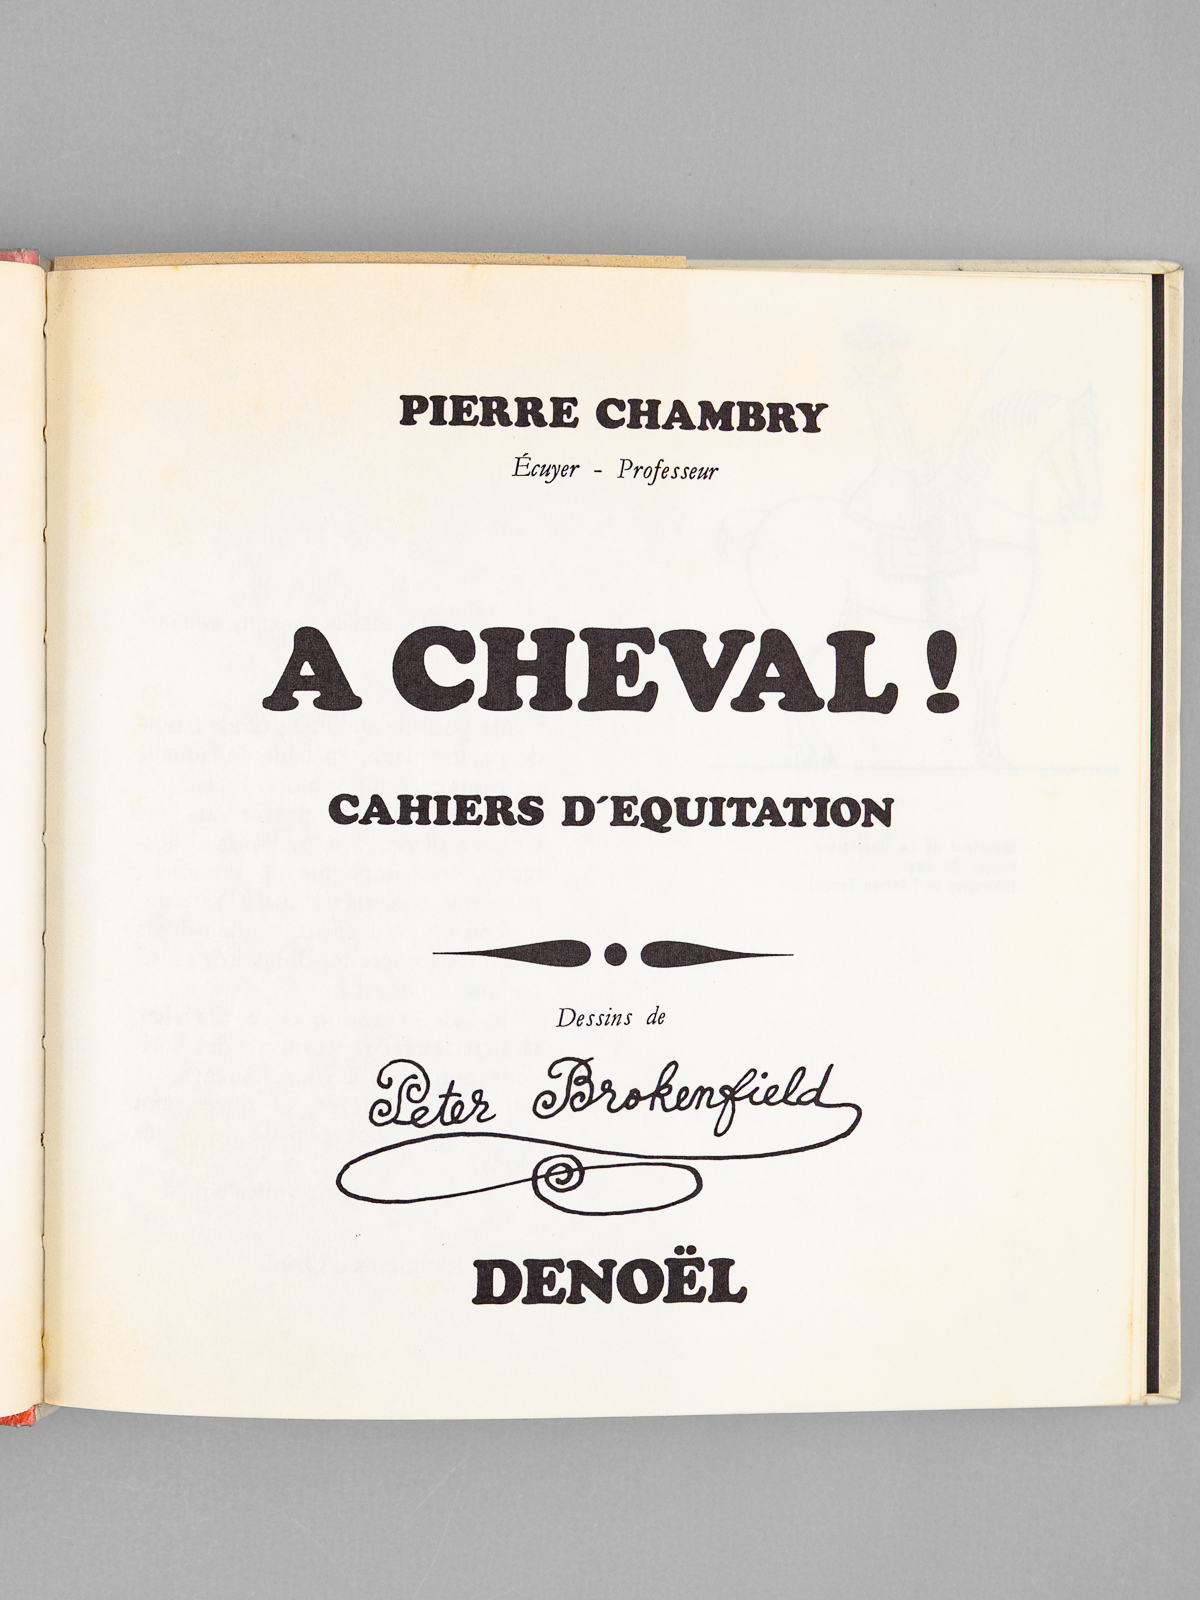 PIERRE CHAMBRY
Écuyer - Professeur
A CHEVAL !
CAHIERS D'EQUITATION
Dessins de
Peter Brokenfield
DENOËL